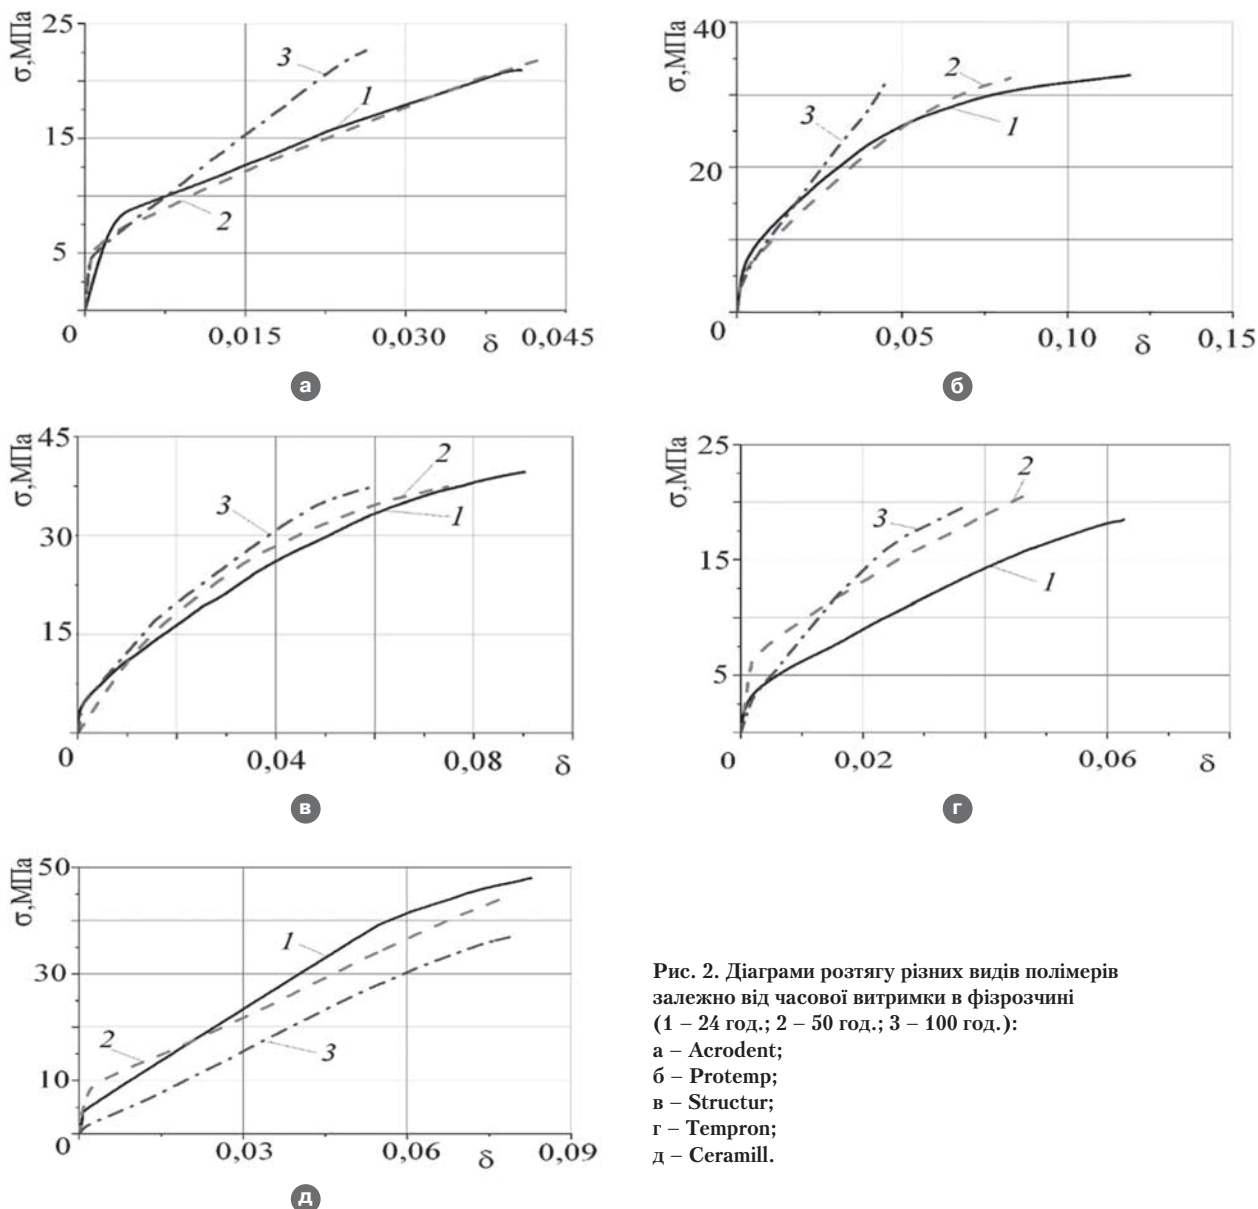 σ,МПа
25
15
5
0
0,015
0,030
δ
0,045
3
1
2
а
σ,МПа
40
20
0
0,05
0,10
δ
0,15
2
3
1
б
σ,МПа
45
30
15
0
0,04
0,08
δ
2
3
1
в
σ,МПа
25
15
5
0
0,02
0,06
δ
2
3
1
г
σ,МПа
50
30
10
0
0,03
0,06
δ
0,09
1
2
3
д
Рис. 2. Діаграми розтягу різних видів полімерів
залежно від часової витримки в фізрозчині
(1 – 24 год.; 2 – 50 год.; 3 – 100 год.):
а – Acrodent;
б – Protemp;
в – Structur;
г – Tempron;
д – Ceramill.